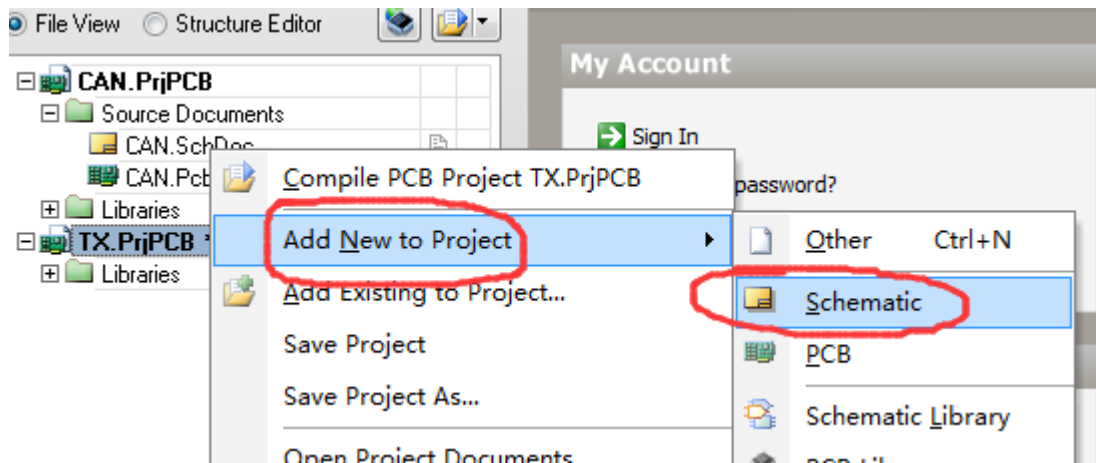 File View Structure Editor
My Account
CAN.PrjPCB
Source Documents
Sign In
CAN.SchDoc
CAN.Pcb
Compile PCB Project TX.PrjPCB
password?
Libraries
TX.PrjPCB *
Add New to Project
Other Ctrl+N
Libraries
Add Existing to Project...
Schematic
Save Project
PCB
Save Project As...
Schematic Library
Open Project Documents